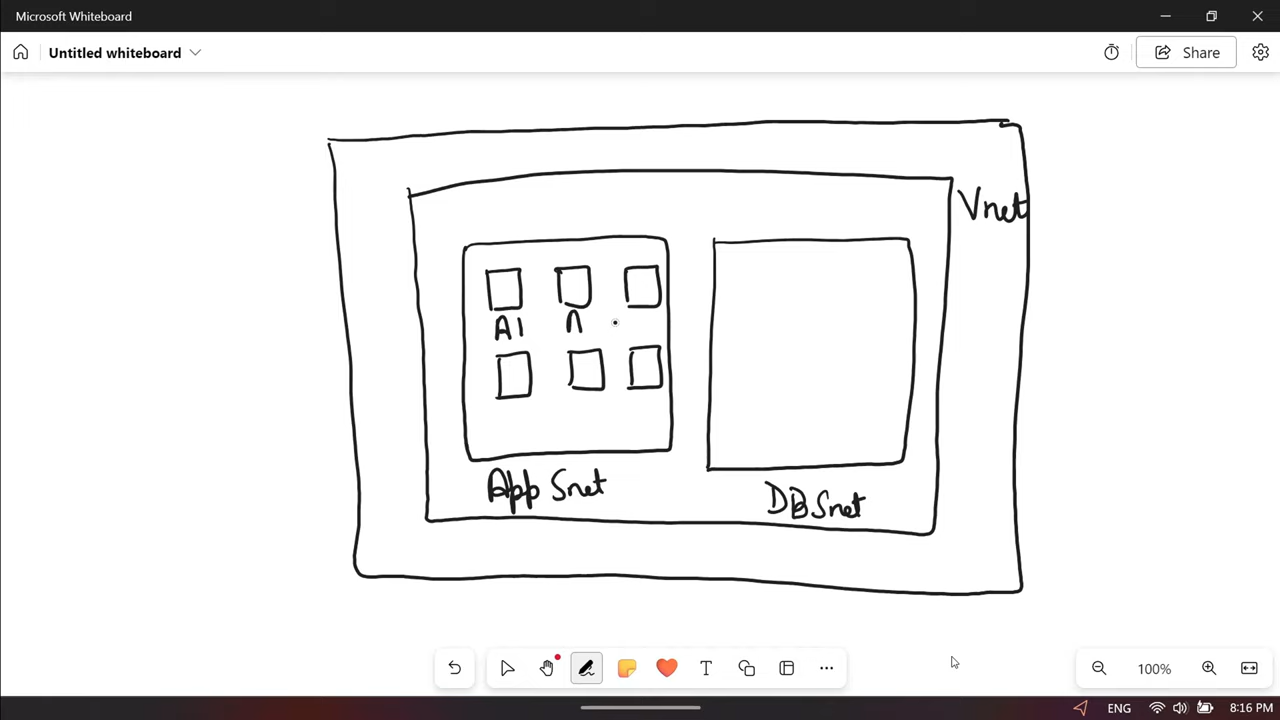 Microsoft Whiteboard
Untitled whiteboard
Share
Vnet
A1
App Snet
DB Snet
100%
ENG
8:16 PM